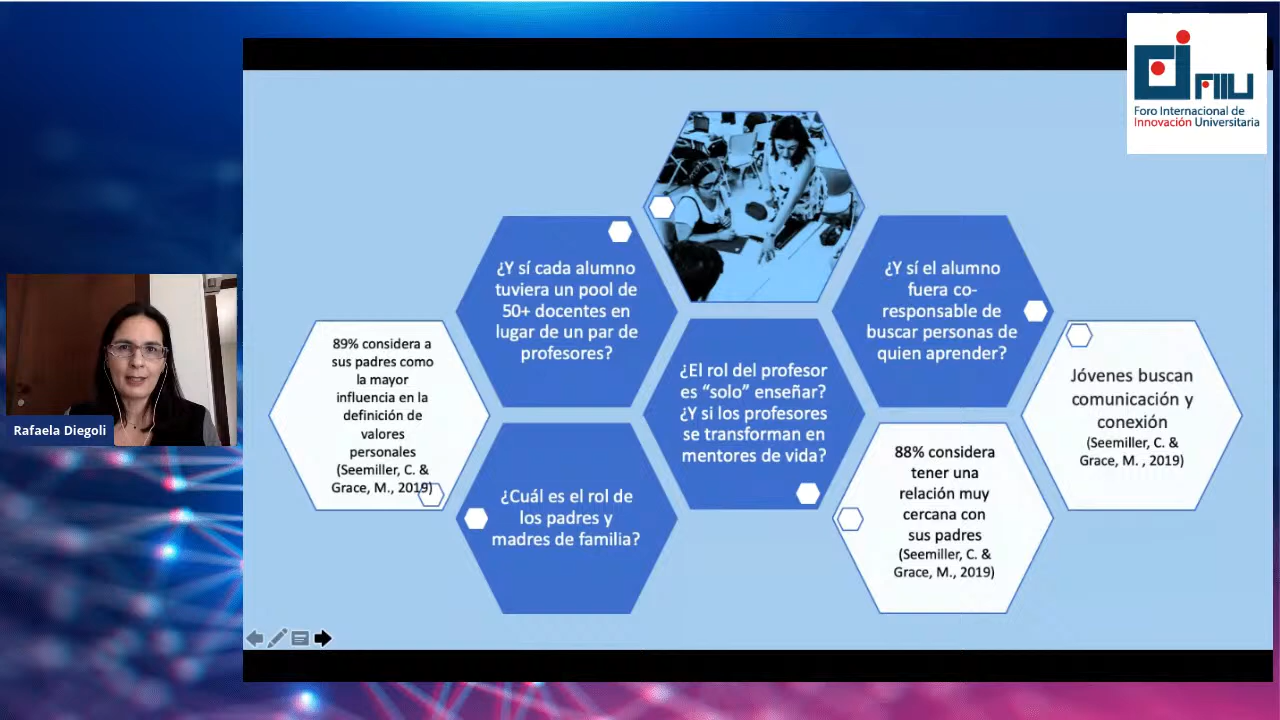 Foro Internacional de
Innovación Universitaria
FIIU
¿Y sí cada alumno
tuviera un pool de
50+ docentes en
lugar de un par de
profesores?
¿Y sí el alumno
fuera co-
responsable de
buscar personas de
quien aprender?
89% considera a
sus padres como
la mayor
influencia en la
definición de
valores
personales
(Seemiller, C. &
Grace, M., 2019)
¿El rol del profesor
es “solo” enseñar?
¿Y si los profesores
se transforman en
mentores de vida?
Jóvenes buscan
comunicación y
conexión
(Seemiller, C. &
Grace, M. , 2019)
¿Cuál es el rol de
los padres y
madres de familia?
88% considera
tener una
relación muy
cercana con
sus padres
(Seemiller, C. &
Grace, M., 2019)
Rafaela Diegoli